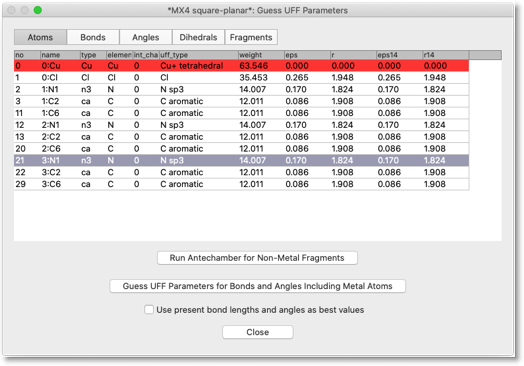 *MX4 square-planar*: Guess UFF Parameters
Atoms Bonds Angles Dihedrals Fragments
no name type elemen int_cha uff_type weight eps r eps14 r14
0 0:Cu Cu Cu 0 Cu+ tetrahedral 63.546 0.000 0.000 0.000 0.000
1 0:Cl Cl Cl 0 Cl 35.453 0.265 1.948 0.265 1.948
2 1:N1 n3 N 0 N sp3 14.007 0.170 1.824 0.170 1.824
3 1:C2 ca C 0 C aromatic 12.011 0.086 1.908 0.086 1.908
11 1:C6 ca C 0 C aromatic 12.011 0.086 1.908 0.086 1.908
12 2:N1 n3 N 0 N sp3 14.007 0.170 1.824 0.170 1.824
13 2:C2 ca C 0 C aromatic 12.011 0.086 1.908 0.086 1.908
20 2:C6 ca C 0 C aromatic 12.011 0.086 1.908 0.086 1.908
21 3:N1 n3 N 0 N sp3 14.007 0.170 1.824 0.170 1.824
22 3:C2 ca C 0 C aromatic 12.011 0.086 1.908 0.086 1.908
29 3:C6 ca C 0 C aromatic 12.011 0.086 1.908 0.086 1.908
Run Antechamber for Non-Metal Fragments
Guess UFF Parameters for Bonds and Angles Including Metal Atoms
Use present bond lengths and angles as best values
Close